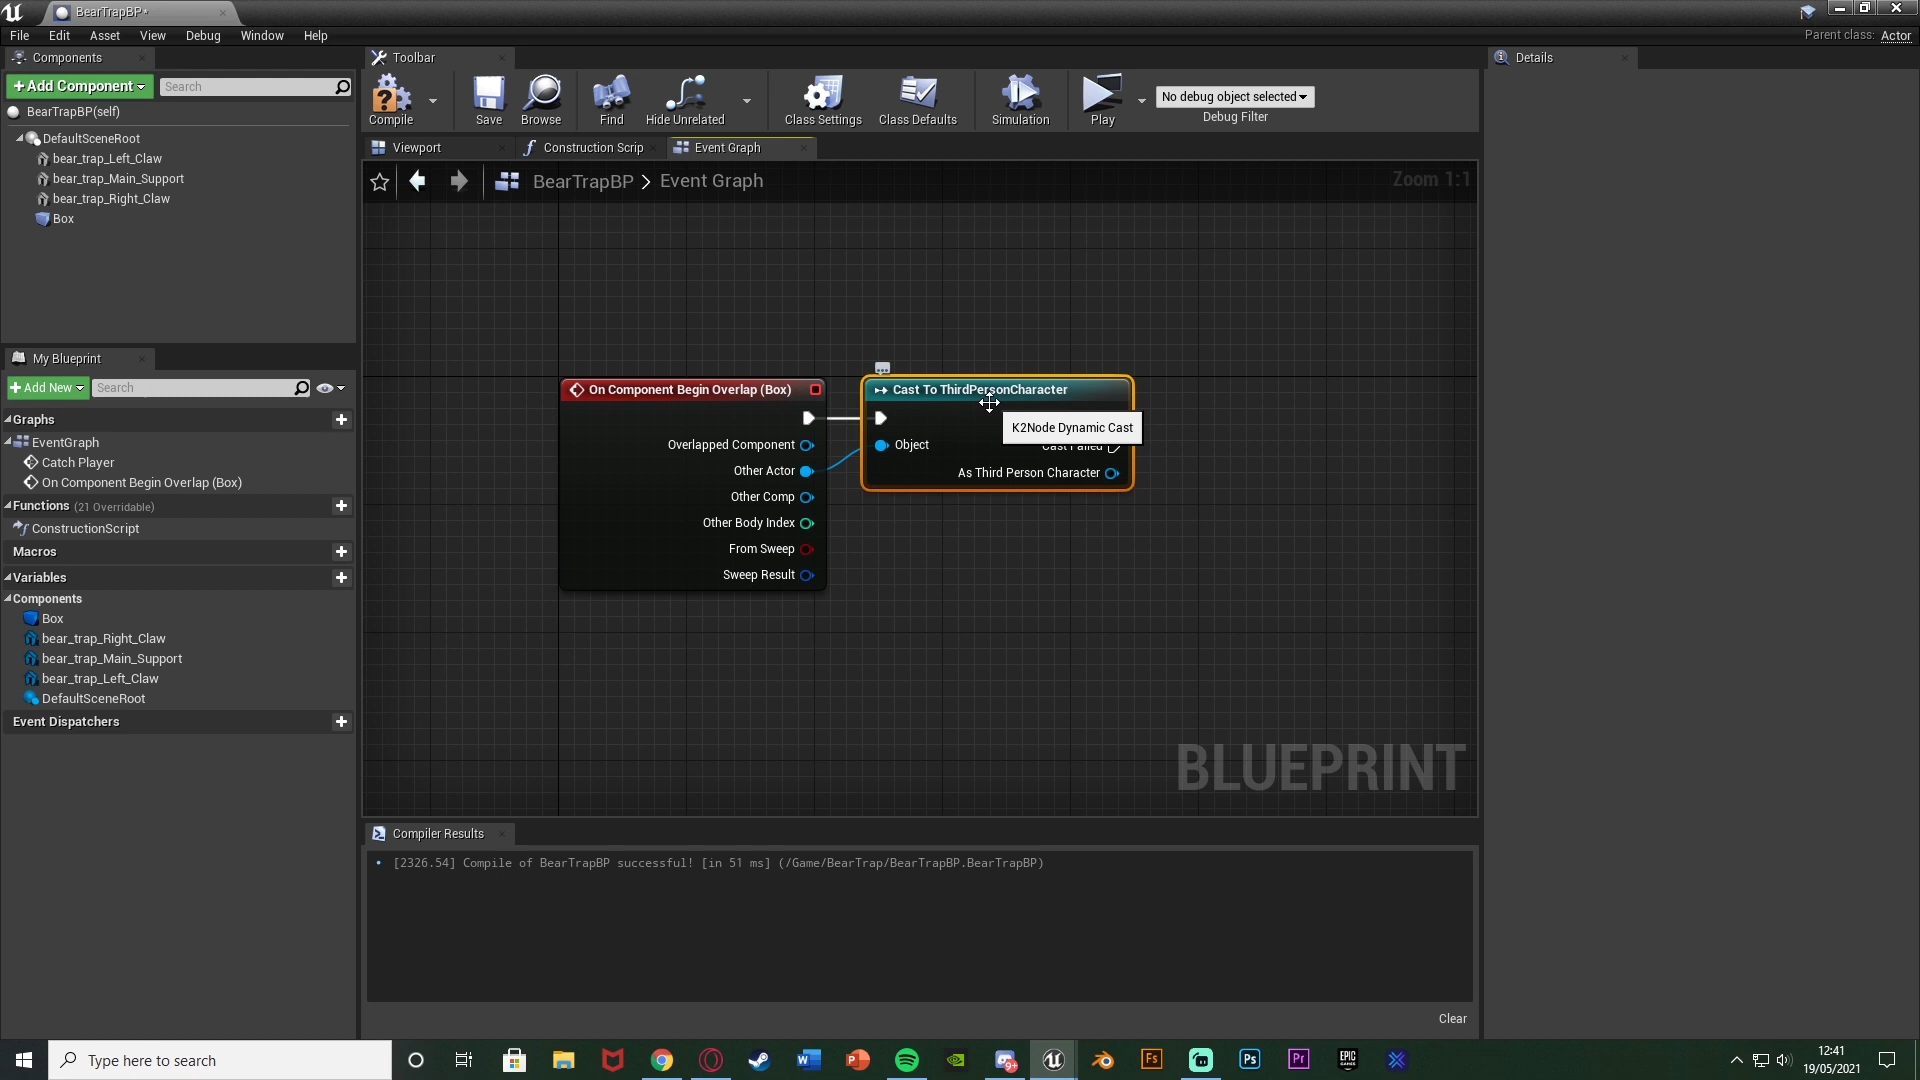 BearTrapBP*
File Edit Asset View Debug Window Help
Parent class: Actor
Components
Toolbar
Details
+Add Component
Search
BearTrapBP(self)
DefaultSceneRoot
bear_trap_Left_Claw
bear_trap_Main_Support
bear_trap_Right_Claw
Box
Compile
Save
Browse
Find
Hide Unrelated
Class Settings
Class Defaults
Simulation
Play
No debug object selected
Debug Filter
Viewport
Construction Scrip
Event Graph
BearTrapBP > Event Graph
Zoom 1:1
My Blueprint
+Add New
Search
Graphs
EventGraph
Catch Player
On Component Begin Overlap (Box)
Functions (21 Overridable)
ConstructionScript
Macros
Variables
Components
Box
bear_trap_Right_Claw
bear_trap_Main_Support
bear_trap_Left_Claw
DefaultSceneRoot
Event Dispatchers
On Component Begin Overlap (Box)
Overlapped Component
Other Actor
Other Comp
Other Body Index
From Sweep
Sweep Result
Cast To ThirdPersonCharacter
Object
K2Node Dynamic Cast
Cast Failed
As Third Person Character
BLUEPRINT
Compiler Results
[2326.54] Compile of BearTrapBP successful! [in 51 ms] (/Game/BearTrap/BearTrapBP.BearTrapBP)
Clear
Type here to search
12:41
19/05/2021